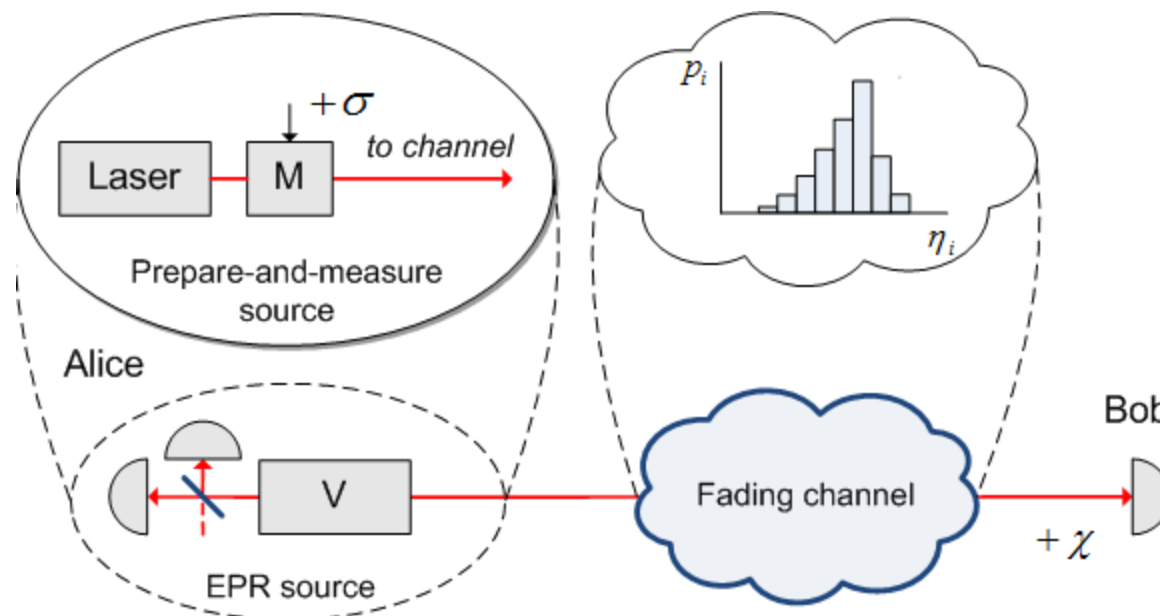 +σ
to channel
Laser
M
Prepare-and-measure
source
p_i
η_i
Alice
Bob
V
Fading channel
+χ
EPR source